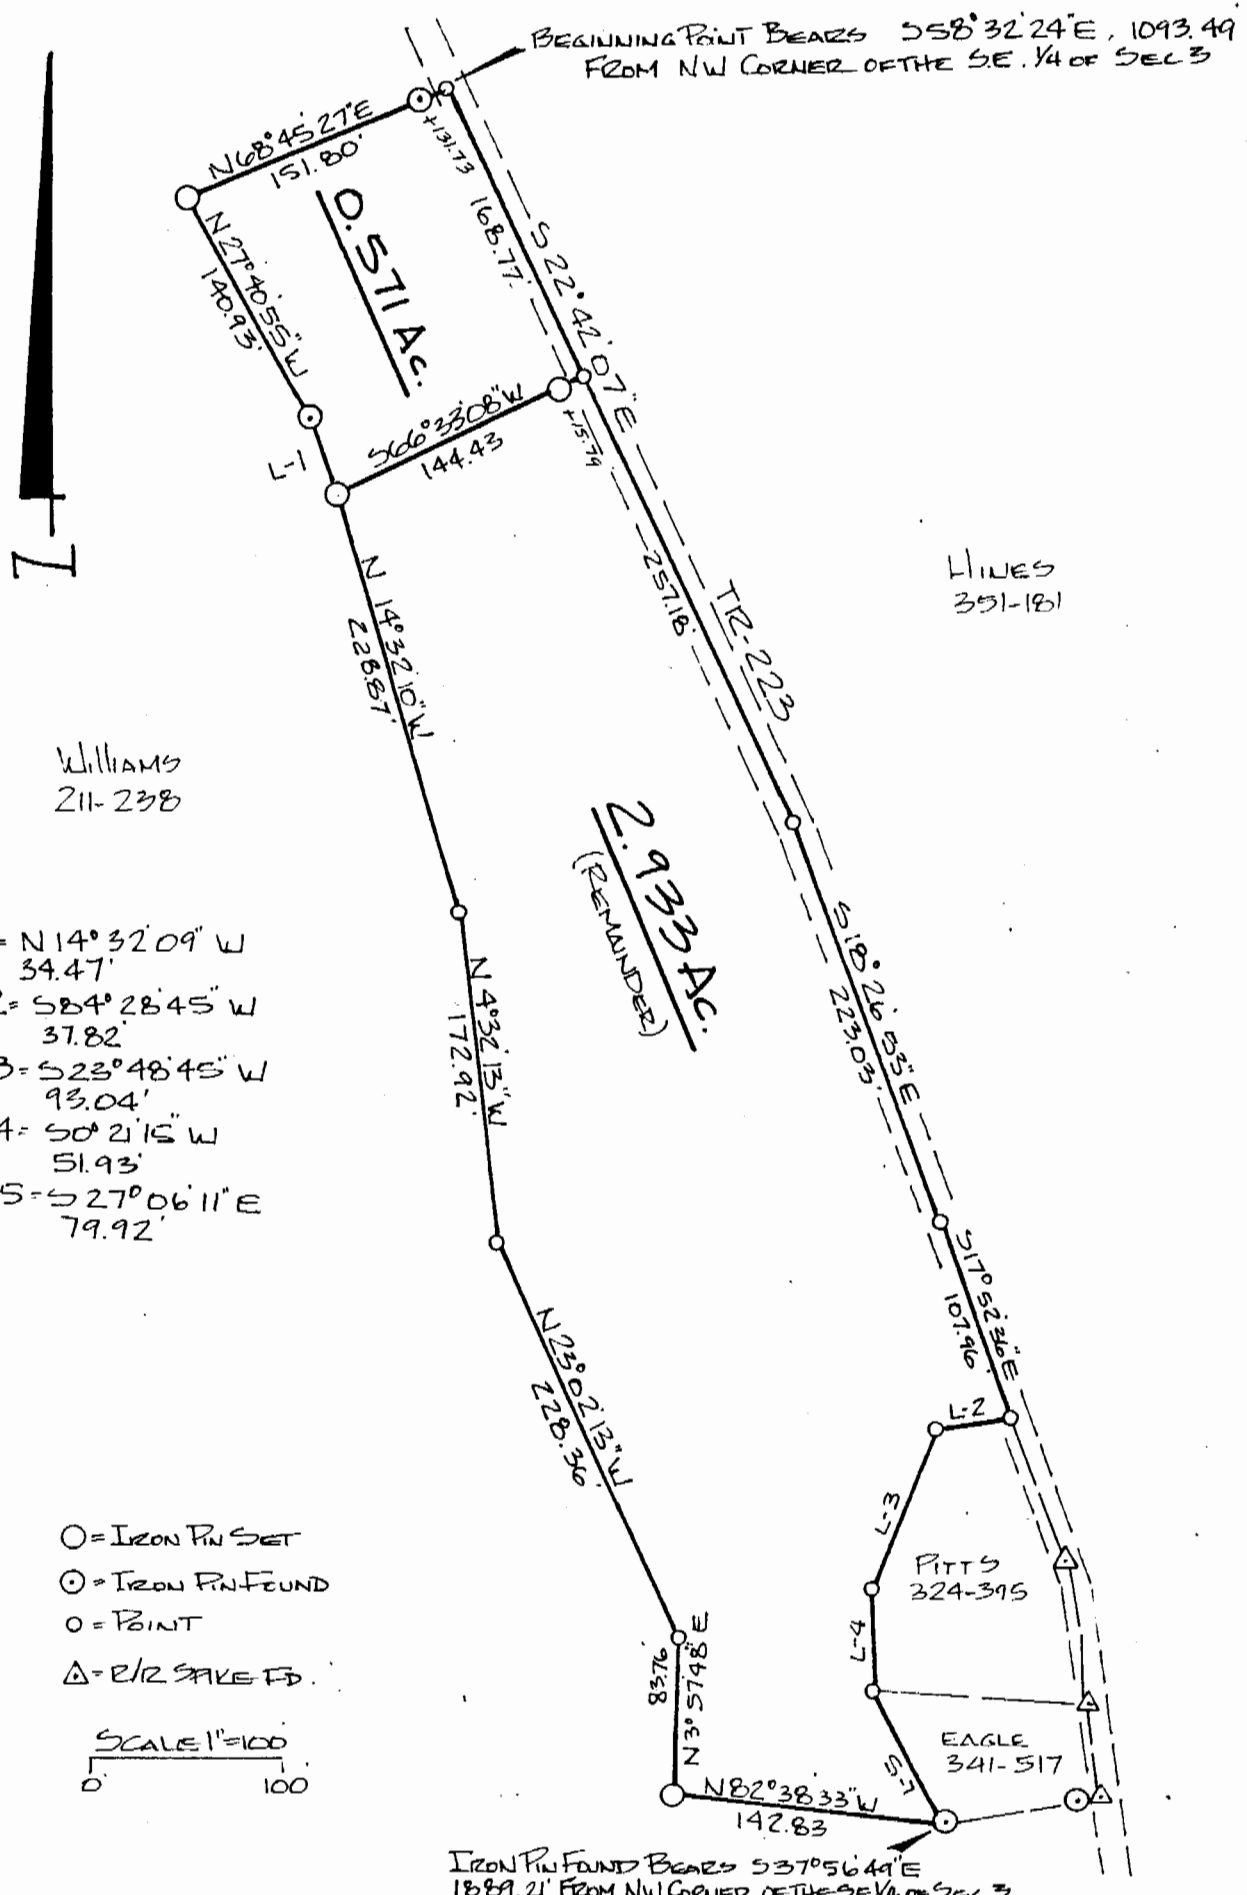 BEGINNING POINT BEARS S58°32'24"E, 1093.49'
FROM NW CORNER OF THE S.E. 1/4 OF SEC 3
N68°45'27"E
151.80'
+131.73
168.77'
S22°42'07"E
0.571 Ac.
N27°40'55"W
140.93'
L-1
S66°33'08"W
144.43
+15.79
257.18'
TR-223
HINES
351-181
N 14°32'10"W
228.87'
WILLIAMS
211-238
2.933 Ac.
(REMAINDER)
= N14°32'09" W
34.47'
= S84°28'45" W
37.82'
3= S23°48'45" W
93.04'
4= S0°21'15" W
51.93'
5= S27°06'11" E
79.92'
S18°26'53"E
223.03'
N4°32'13"W
172.92'
S17°52'36"E
107.96
N23°02'13"W
228.36'
L-2
L-3
PITTS
324-395
L-4
O = IRON PIN SET
⊙ = IRON PIN FOUND
o = POINT
△ = R/R SPIKE FD.
83.76
N3°57'48"E
EAGLE
341-517
L-5
SCALE 1"=100'
0' 100'
N82°38'33"W
142.83
IRON PIN FOUND BEARS S37°56'49"E
1889.21' FROM NW CORNER OF THE SE 1/4 OF SEC 3